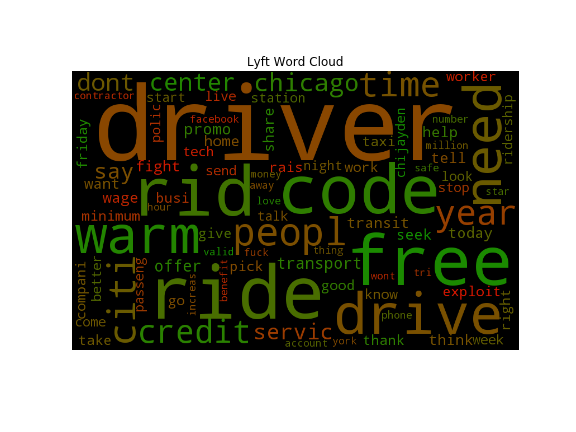 Lyft Word Cloud
dont
center
chicago
time
worker
contractor
start
live
station
need
driver
friday
polic
facebook
promo
home
tech
share
taxi
chijayden
number
help
million
tell
ridership
say
fight
send
rais
night
work
safe
look
want
wage
busi
rid
money
away
code
stop
star
minimum
hour
love
talk
transit
year
warm
give
peopl
seek
today
valid
fuck
thing
free
compani
better
citi
passeng
offer
pick
transport
go
increas
benefit
ride
good
wont
tri
know
exploit
phone
drive
right
come
take
credit
servic
account
york
thank
think
week